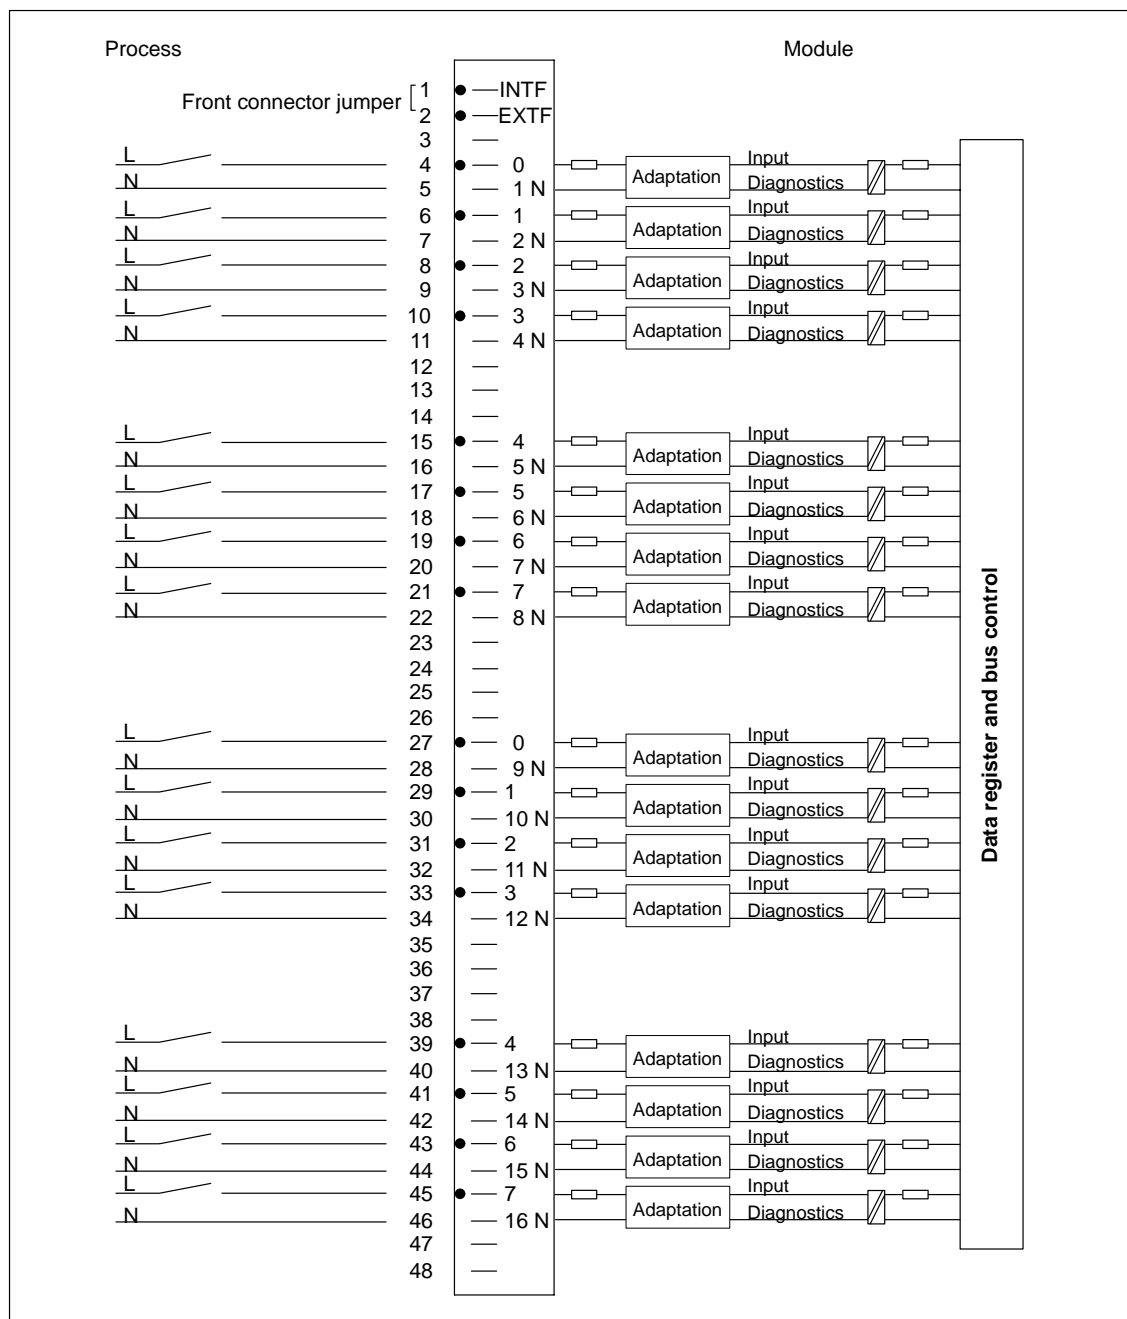 Process Module
Front connector jumper
1 INTF
2 EXTF
3
L 4 0 Adaptation Input
N 5 1 N Diagnostics
L 6 1 Adaptation Input
N 7 2 N Diagnostics
L 8 2 Adaptation Input
N 9 3 N Diagnostics
L 10 3 Adaptation Input
N 11 4 N Diagnostics
12
13
14
L 15 4 Adaptation Input
N 16 5 N Diagnostics
L 17 5 Adaptation Input
N 18 6 N Diagnostics
L 19 6 Adaptation Input
N 20 7 N Diagnostics
L 21 7 Adaptation Input
N 22 8 N Diagnostics
23
24
25
26
L 27 0 Adaptation Input
N 28 9 N Diagnostics
L 29 1 Adaptation Input
N 30 10 N Diagnostics
L 31 2 Adaptation Input
N 32 11 N Diagnostics
L 33 3 Adaptation Input
N 34 12 N Diagnostics
35
36
37
38
L 39 4 Adaptation Input
N 40 13 N Diagnostics
L 41 5 Adaptation Input
N 42 14 N Diagnostics
L 43 6 Adaptation Input
N 44 15 N Diagnostics
L 45 7 Adaptation Input
N 46 16 N Diagnostics
47
48
Data register and bus control